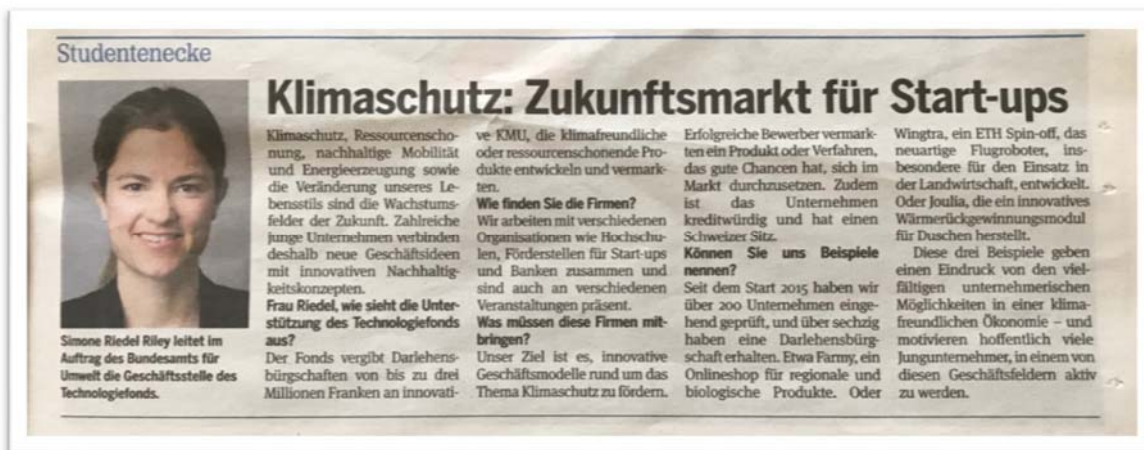 Studentenecke
Klimaschutz: Zukunftsmarkt für Start-ups
Simone Riedel Riley leitet im
Auftrag des Bundesamts für
Umwelt die Geschäftsstelle des
Technologiefonds.
Klimaschutz, Ressourcenscho-
nung, nachhaltige Mobilität
und Energieerzeugung sowie
die Veränderung unseres Le-
bensstils sind die Wachstums-
felder der Zukunft. Zahlreiche
junge Unternehmen verbinden
deshalb neue Geschäftsideen
mit innovativen Nachhaltig-
keitskonzepten.
Frau Riedel, wie sieht die Unter-
stützung des Technologiefonds
aus?
Der Fonds vergibt Darlehens-
bürgschaften von bis zu drei
Millionen Franken an innovati-
ve KMU, die klimafreundliche
oder ressourcenschonende Pro-
dukte entwickeln und vermark-
ten.
Wie finden Sie die Firmen?
Wir arbeiten mit verschiedenen
Organisationen wie Hochschu-
len, Förderstellen für Start-ups
und Banken zusammen und
sind auch an verschiedenen
Veranstaltungen präsent.
Was müssen diese Firmen mit-
bringen?
Unser Ziel ist es, innovative
Geschäftsmodelle rund um das
Thema Klimaschutz zu fördern.
Erfolgreiche Bewerber vermark-
ten ein Produkt oder Verfahren,
das gute Chancen hat, sich im
Markt durchzusetzen. Zudem
ist das Unternehmen
kreditwürdig und hat einen
Schweizer Sitz.
Können Sie uns Beispiele
nennen?
Seit dem Start 2015 haben wir
über 200 Unternehmen einge-
hend geprüft, und über sechzig
haben eine Darlehensbürg-
schaft erhalten. Etwa Farmy, ein
Onlineshop für regionale und
biologische Produkte. Oder
Wingtra, ein ETH Spin-off, das
neuartige Flugroboter, ins-
besondere für den Einsatz in
der Landwirtschaft, entwickelt.
Oder Joulia, die ein innovatives
Wärmerückgewinnungsmodul
für Duschen herstellt.
Diese drei Beispiele geben
einen Eindruck von den viel-
fältigen unternehmerischen
Möglichkeiten in einer klima-
freundlichen Ökonomie – und
motivieren hoffentlich viele
Jungunternehmer, in einem von
diesen Geschäftsfeldern aktiv
zu werden.